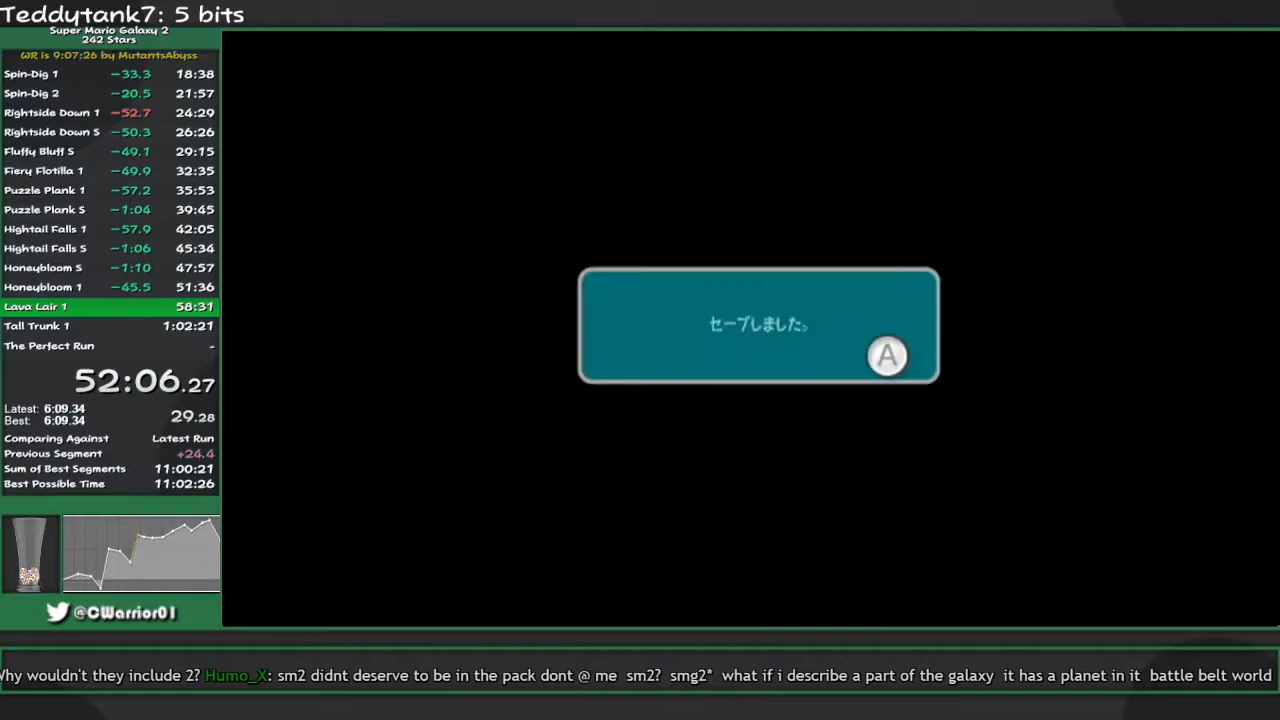 Teddytank7: 5 bits
Super Mario Galaxy 2
242 Stars
WR is 9:07:26 by MutantsAbyss
Spin-Dig 1 -33.3 18:38
Spin-Dig 2 -20.5 21:57
Rightside Down 1 -52.7 24:29
Rightside Down S -50.3 26:26
Fluffy Bluff S -49.1 29:15
Fiery Flotilla 1 -49.9 32:35
Puzzle Plank 1 -57.2 35:53
Puzzle Plank S -1:04 39:45
Hightail Falls 1 -57.9 42:05
Hightail Falls S -1:06 45:34
Honeybloom S -1:10 47:57
Honeybloom 1 -45.5 51:36
Lava Lair 1 58:31
Tall Trunk 1 1:02:21
The Perfect Run -
52:06.27
Latest: 6:09.34
Best: 6:09.34
29.28
Comparing Against Latest Run
Previous Segment +24.4
Sum of Best Segments 11:00:21
Best Possible Time 11:02:26
@CWarrior01
セーブしました。
A
Why wouldn't they include 2? Humo_X: sm2 didnt deserve to be in the pack dont @ me sm2? smg2* what if i describe a part of the galaxy it has a planet in it battle belt world